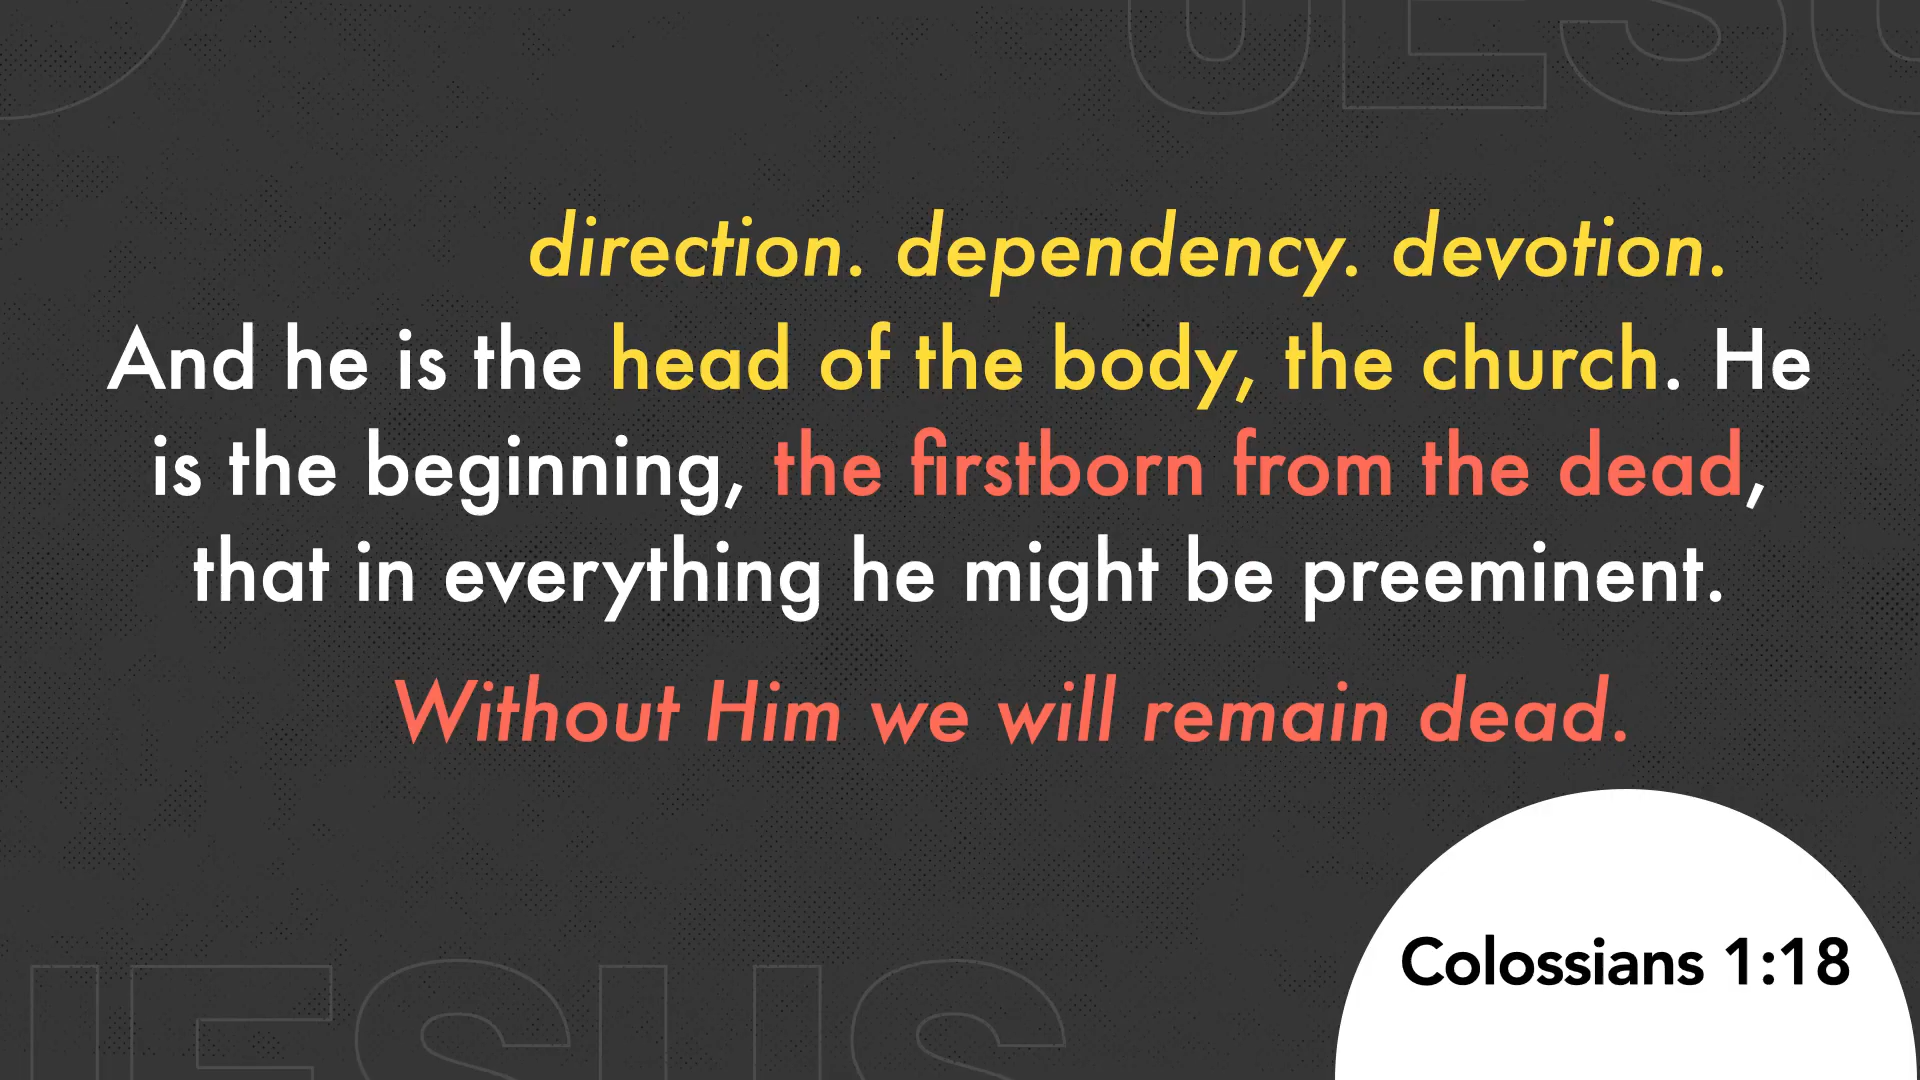 JESUS
direction. dependency. devotion.
And he is the head of the body, the church. He
is the beginning, the firstborn from the dead,
that in everything he might be preeminent.
Without Him we will remain dead.
Colossians 1:18
JESUS